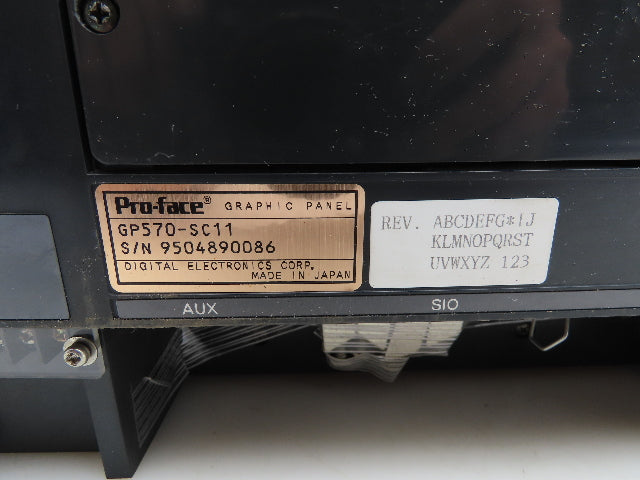 Pro-face® GRAPHIC PANEL
GP570-SC11
S/N 9504890086
DIGITAL ELECTRONICS CORP.
MADE IN JAPAN
REV. ABCDEFG*IJ
KLMNOPQRST
UVWXYZ 123
AUX
SIO